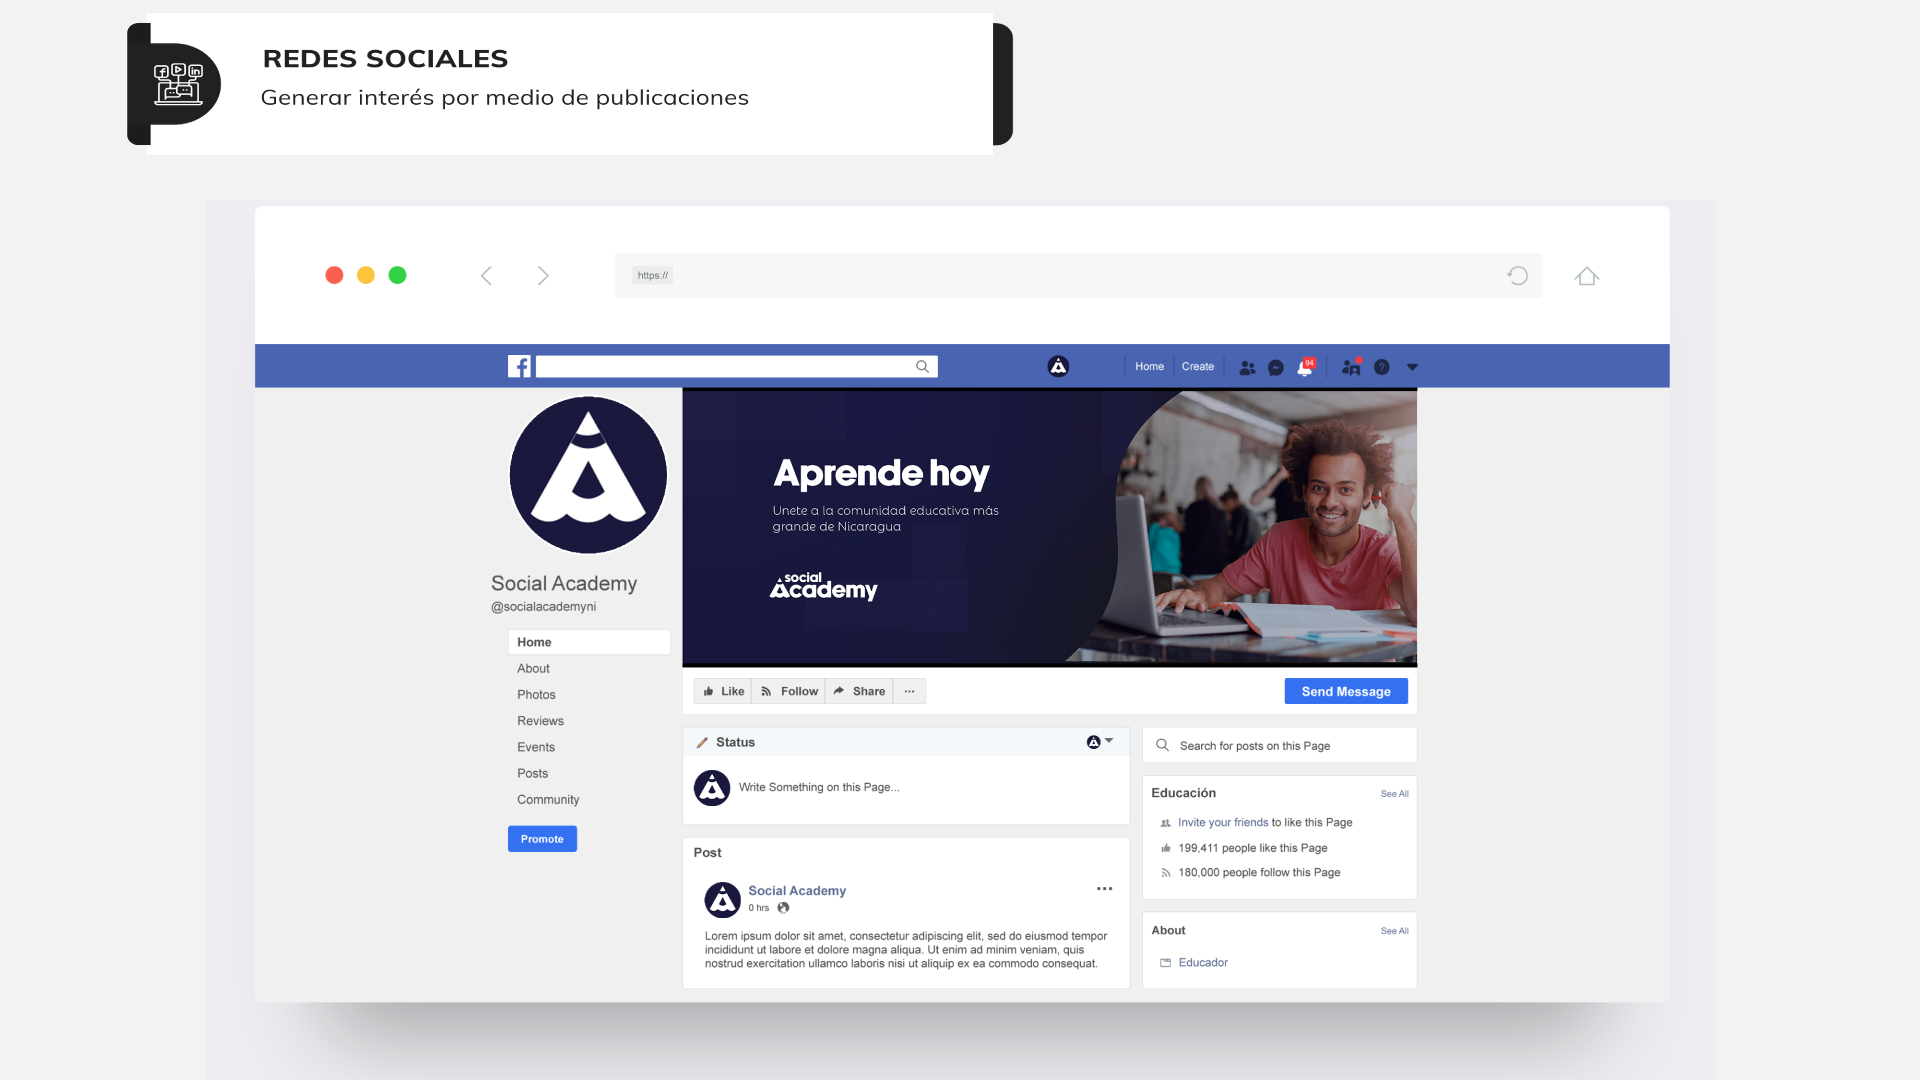 REDES SOCIALES
Generar interés por medio de publicaciones
https://
Home
Create
94
Aprende hoy
Unete a la comunidad educativa más
grande de Nicaragua
social
Academy
Social Academy
@socialacademyni
Home
About
Photos
Reviews
Events
Posts
Community
Promote
Like
Follow
Share
...
Send Message
Status
Write Something on this Page...
Post
Social Academy
0 hrs
Lorem ipsum dolor sit amet, consectetur adipiscing elit, sed do eiusmod tempor
incididunt ut labore et dolore magna aliqua. Ut enim ad minim veniam, quis
nostrud exercitation ullamco laboris nisi ut aliquip ex ea commodo consequat.
Search for posts on this Page
Educación
See All
Invite your friends to like this Page
199,411 people like this Page
180,000 people follow this Page
About
See All
Educador